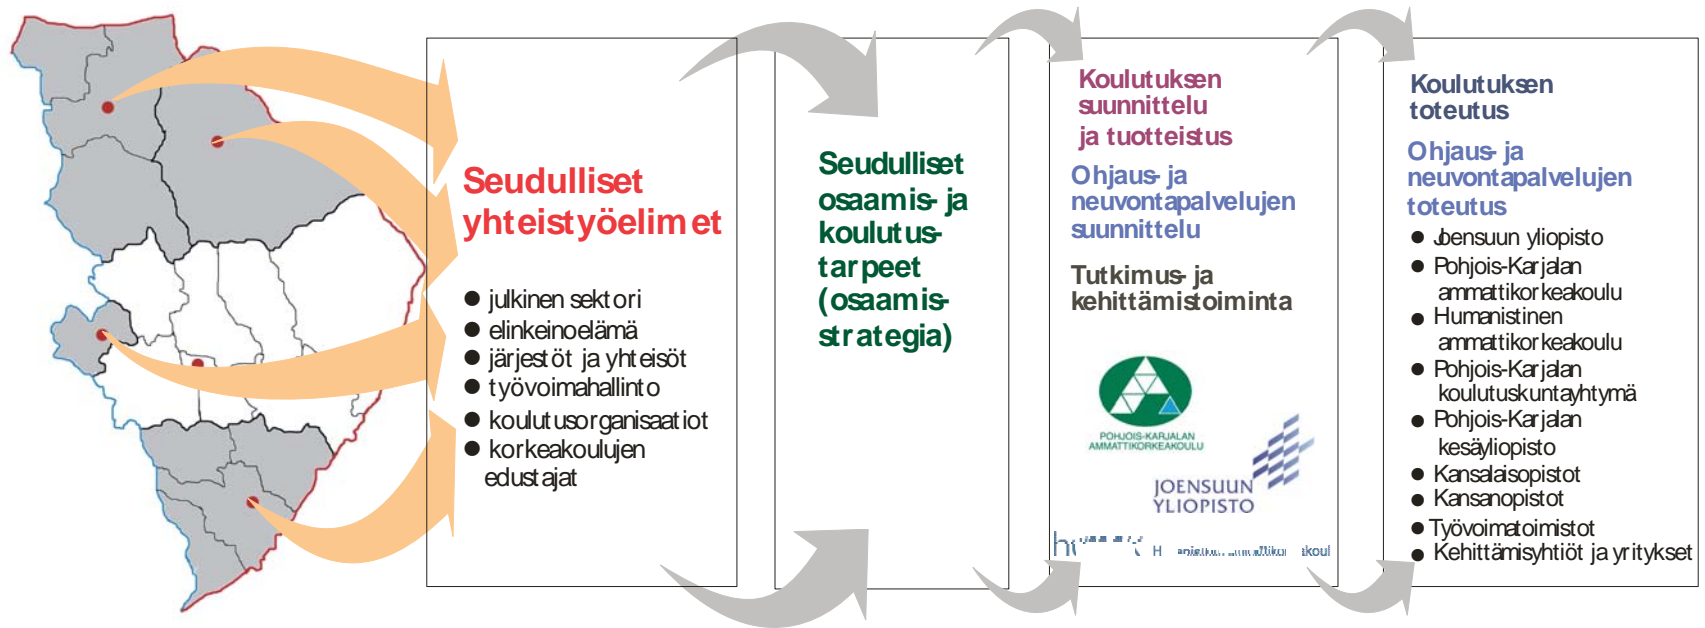 Seudulliset
yhteistyöelimet
● julkinen sektori
● elinkeinoelämä
● järjestöt ja yhteisöt
● työvoimahallinto
● koulutusorganisaatiot
● korkeakoulujen
edustajat
Seudulliset
osaamis- ja
koulutus-
tarpeet
(osaamis-
strategia)
Koulutuksen
suunnittelu
ja tuotteistus
Ohjaus- ja
neuvontapalvelujen
suunnittelu
Tutkimus- ja
kehittämistoiminta
POHJOIS-KARJALAN
AMMATTIKORKEAKOULU
JOENSUUN
YLIOPISTO
Koulutuksen
toteutus
Ohjaus- ja
neuvontapalvelujen
toteutus
● Joensuun yliopisto
● Pohjois-Karjalan
ammattikorkeakoulu
● Humanistinen
ammattikorkeakoulu
● Pohjois-Karjalan
koulutuskuntayhtymä
● Pohjois-Karjalan
kesäyliopisto
● Kansalaisopistot
● Kansanopistot
● Työvoimatoimistot
● Kehittämisyhtiöt ja yritykset